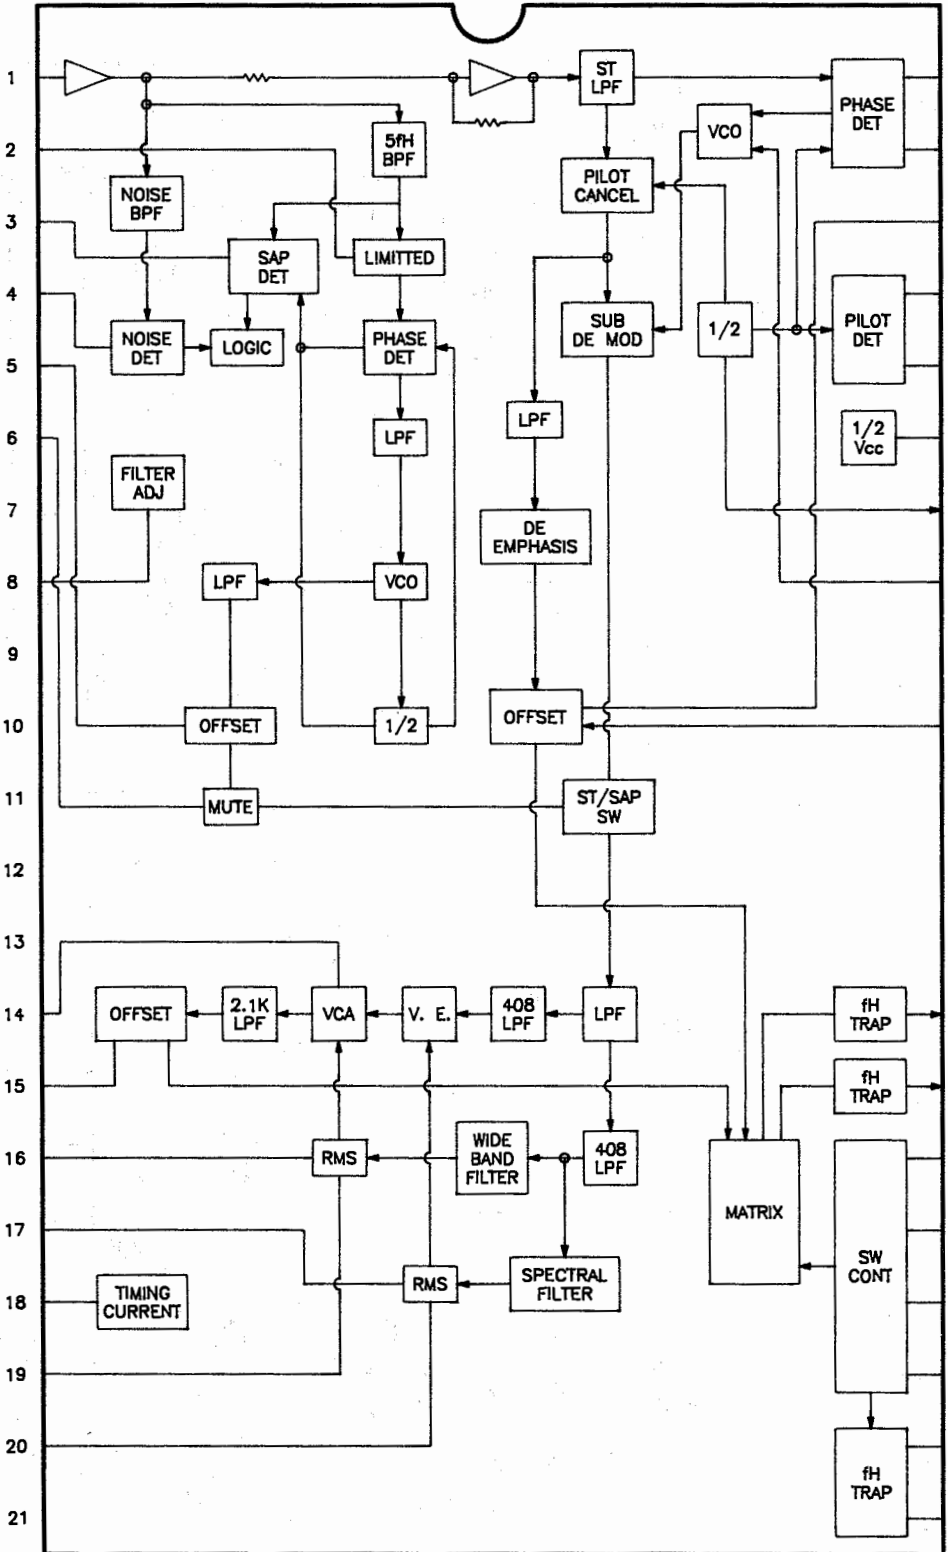 1
ST
LPF
PHASE
DET
VCO
2
5fH
BPF
NOISE
BPF
PILOT
CANCEL
3
SAP
DET
LIMITTED
4
NOISE
DET
LOGIC
PHASE
DET
SUB
DE MOD
1/2
PILOT
DET
5
6
LPF
LPF
1/2
Vcc
FILTER
ADJ
7
DE
EMPHASIS
8
LPF
VCO
9
10
OFFSET
1/2
OFFSET
11
MUTE
ST/SAP
SW
12
13
14
OFFSET
2.1K
LPF
VCA
V. E.
408
LPF
LPF
fH
TRAP
15
fH
TRAP
16
RMS
WIDE
BAND
FILTER
408
LPF
MATRIX
17
SW
CONT
RMS
SPECTRAL
FILTER
18
TIMING
CURRENT
19
20
fH
TRAP
21